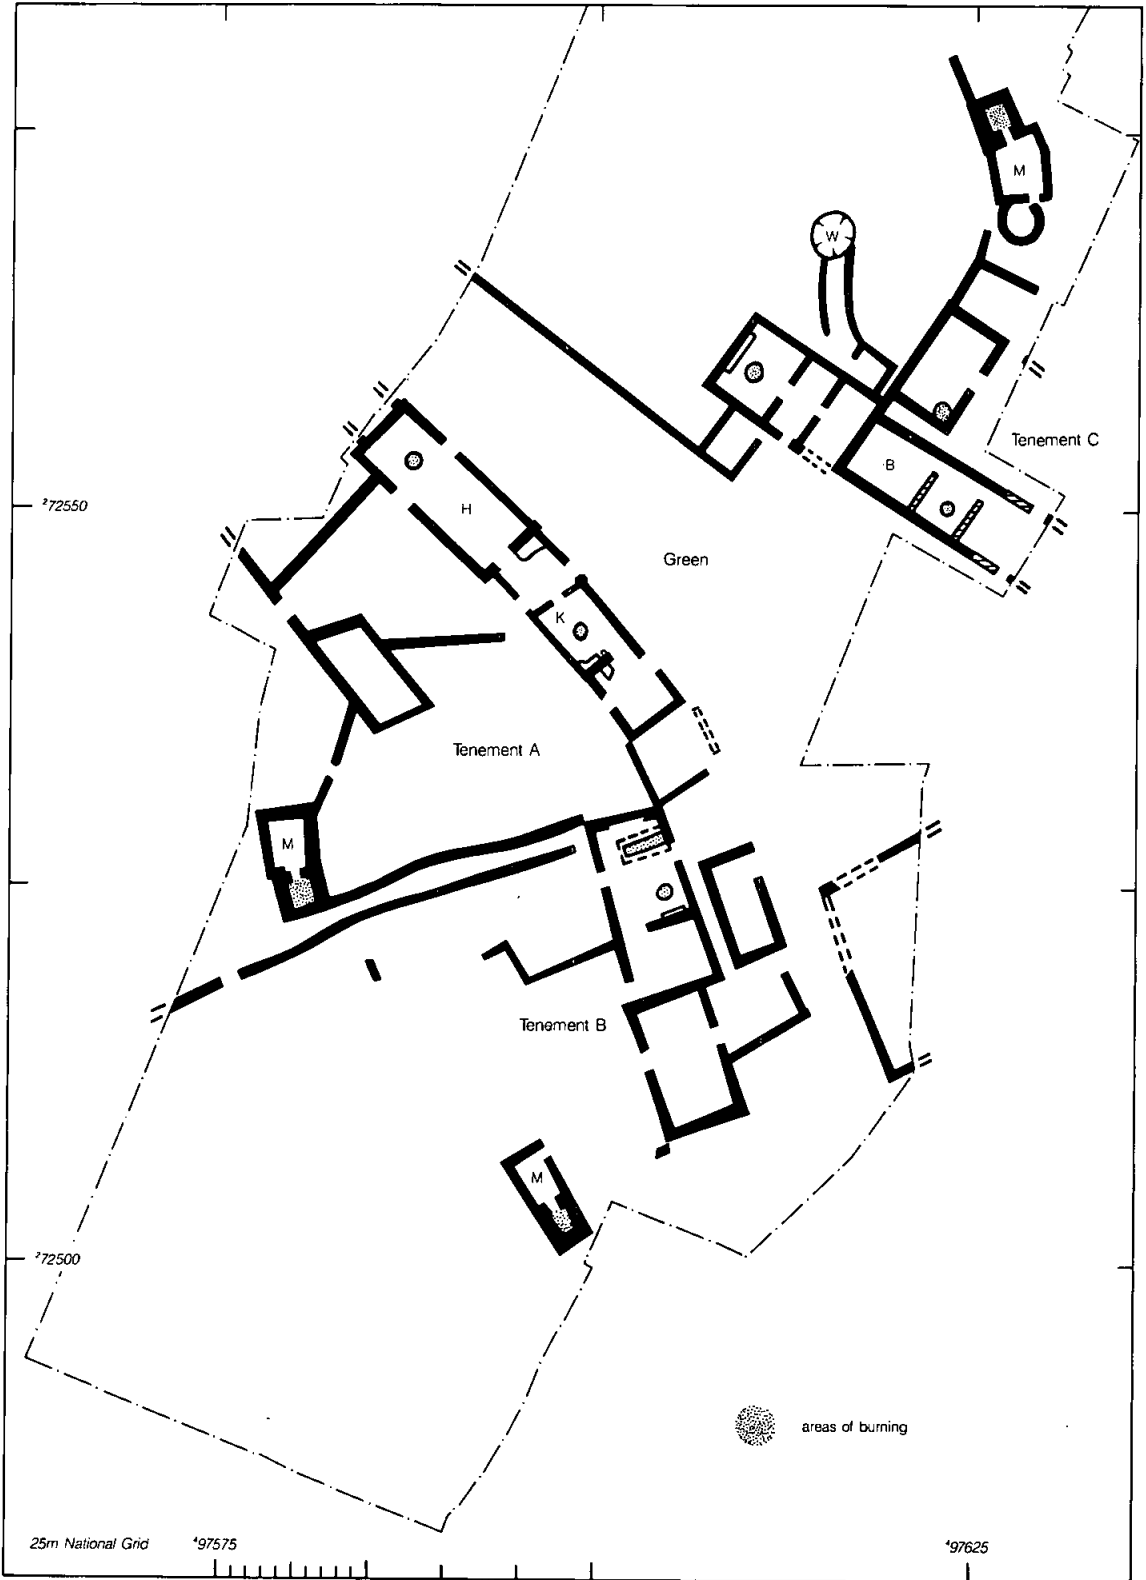 M
W
Tenement C
B
²72550
H
Green
K
Tenement A
M
Tenement B
M
²72500
areas of burning
25m National Grid
⁴97575
⁴97625